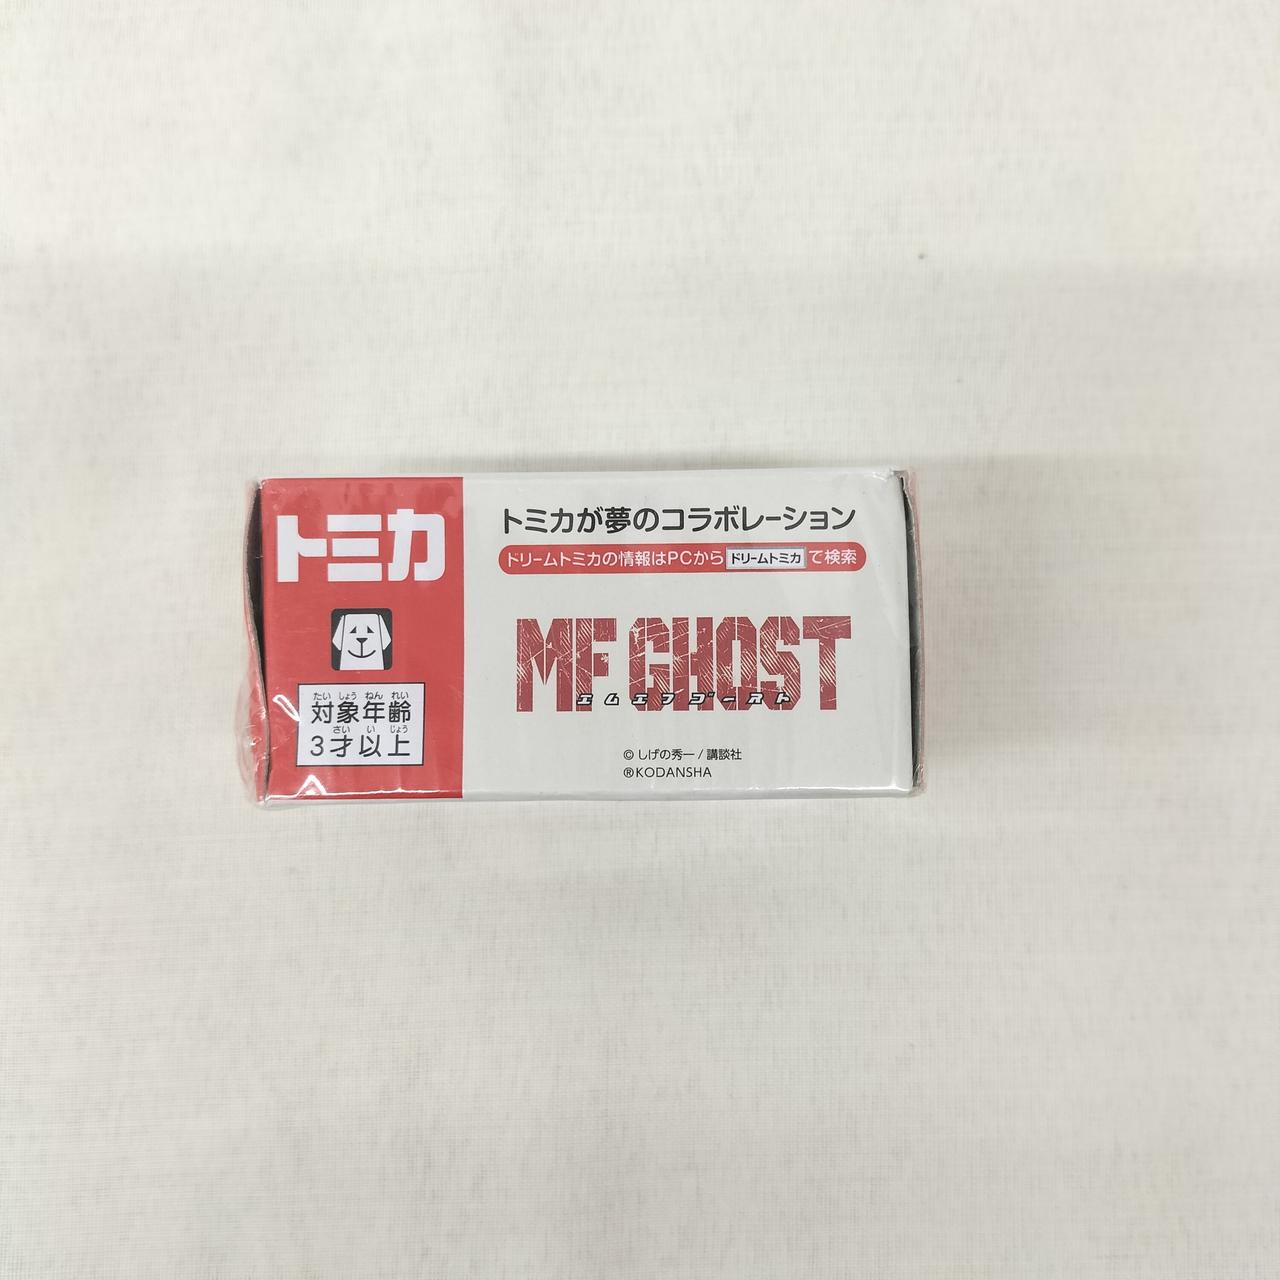 トミカ
たいしょうねんれい
対象年齢
さいいじょう
3才以上
トミカが夢のコラボレーション
ドリームトミカの情報はPCから ドリームトミカ で検索
MF GHOST
エムエフゴースト
© しげの秀一 / 講談社
®KODANSHA